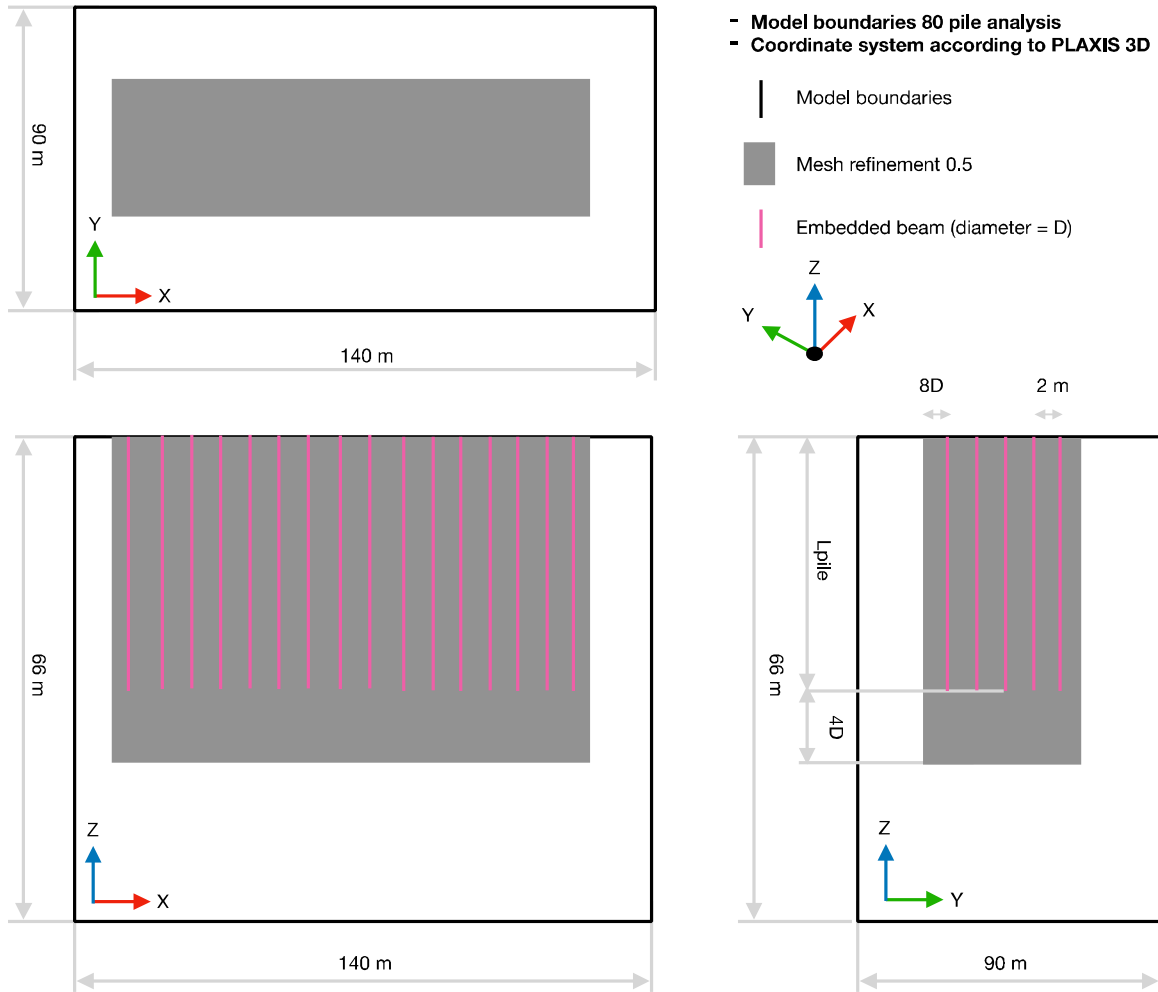 - Model boundaries 80 pile analysis
- Coordinate system according to PLAXIS 3D
Model boundaries
Mesh refinement 0.5
Embedded beam (diameter = D)
Z
Y
X
90 m
Y
X
140 m
66 m
Z
X
140 m
8D
2 m
Lpile
66 m
4D
Z
Y
90 m